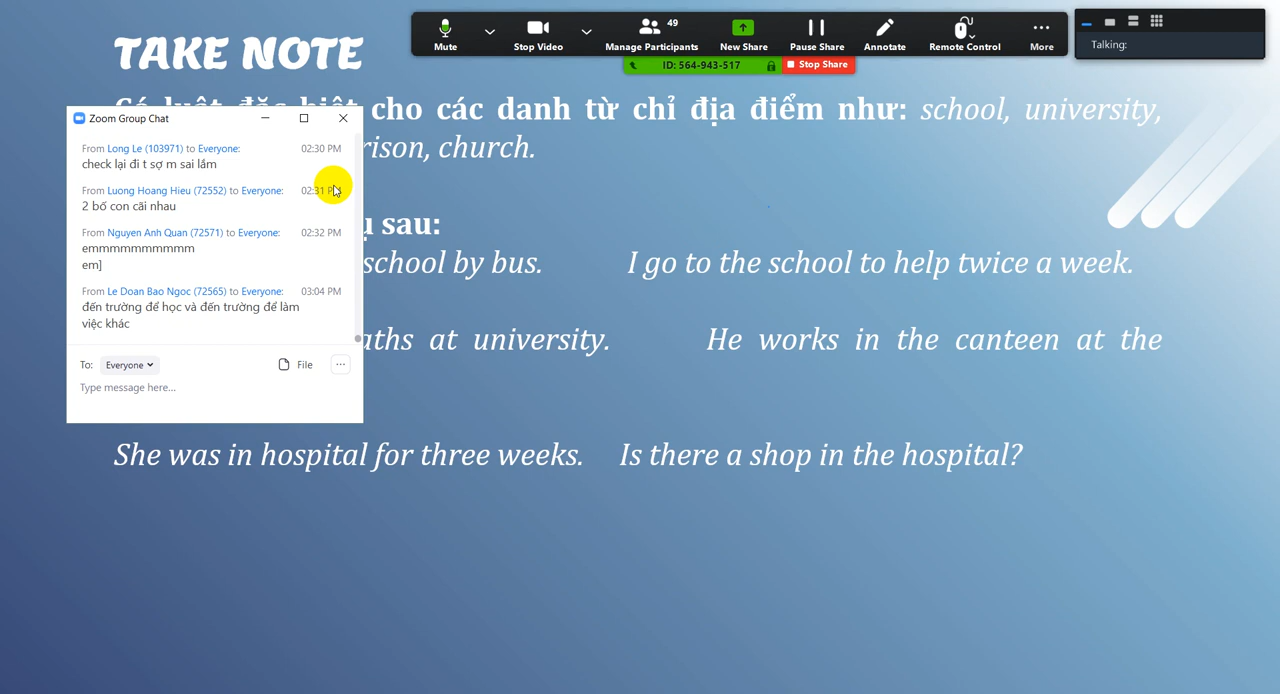 TAKE NOTE
Mute
Stop Video
49
Manage Participants
New Share
Pause Share
Annotate
Remote Control
More
Talking:
ID: 564-943-517
Stop Share
cho các danh từ chỉ địa điểm như: school, university,
church.
Zoom Group Chat
From Long Le (103971) to Everyone: 02:30 PM
check lại đi t sợ m sai lắm
From Luong Hoang Hieu (72552) to Everyone: 02:31 PM
2 bố con cãi nhau
From Nguyen Anh Quan (72571) to Everyone: 02:32 PM
emmmmmmmmmm
em]
From Le Doan Bao Ngoc (72565) to Everyone: 03:04 PM
đến trường để học và đến trường để làm
việc khác
To: Everyone File
Type message here...
sau:
school by bus. I go to the school to help twice a week.
at university. He works in the canteen at the
She was in hospital for three weeks. Is there a shop in the hospital?